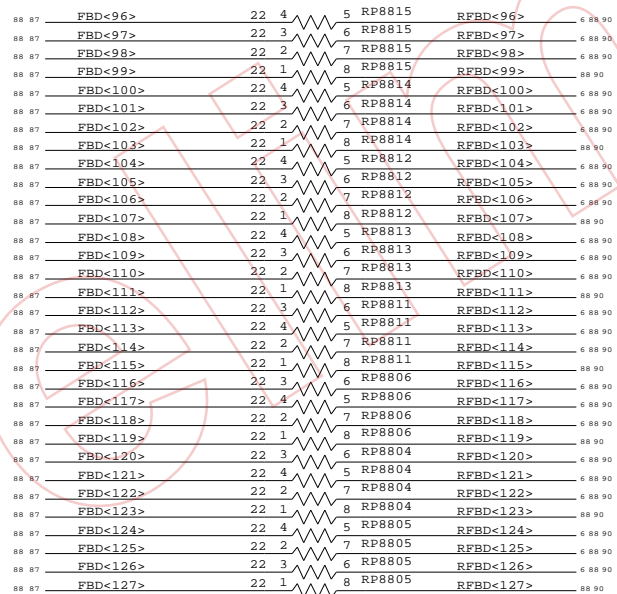 88 87 FBD<96> 22 4 5 RP8815 RFBD<96> 6 88 90
88 87 FBD<97> 22 3 6 RP8815 RFBD<97> 6 88 90
88 87 FBD<98> 22 2 7 RP8815 RFBD<98> 6 88 90
88 87 FBD<99> 22 1 8 RP8815 RFBD<99> 88 90
88 87 FBD<100> 22 4 5 RP8814 RFBD<100> 6 88 90
88 87 FBD<101> 22 3 6 RP8814 RFBD<101> 6 88 90
88 87 FBD<102> 22 2 7 RP8814 RFBD<102> 6 88 90
88 87 FBD<103> 22 1 8 RP8814 RFBD<103> 88 90
88 87 FBD<104> 22 4 5 RP8812 RFBD<104> 6 88 90
88 87 FBD<105> 22 3 6 RP8812 RFBD<105> 6 88 90
88 87 FBD<106> 22 2 7 RP8812 RFBD<106> 6 88 90
88 87 FBD<107> 22 1 8 RP8812 RFBD<107> 88 90
88 87 FBD<108> 22 4 5 RP8813 RFBD<108> 6 88 90
88 87 FBD<109> 22 3 6 RP8813 RFBD<109> 6 88 90
88 87 FBD<110> 22 2 7 RP8813 RFBD<110> 6 88 90
88 87 FBD<111> 22 1 8 RP8813 RFBD<111> 88 90
88 87 FBD<112> 22 3 6 RP8811 RFBD<112> 6 88 90
88 87 FBD<113> 22 4 5 RP8811 RFBD<113> 6 88 90
88 87 FBD<114> 22 2 7 RP8811 RFBD<114> 6 88 90
88 87 FBD<115> 22 1 8 RP8811 RFBD<115> 88 90
88 87 FBD<116> 22 3 6 RP8806 RFBD<116> 6 88 90
88 87 FBD<117> 22 4 5 RP8806 RFBD<117> 6 88 90
88 87 FBD<118> 22 2 7 RP8806 RFBD<118> 6 88 90
88 87 FBD<119> 22 1 8 RP8806 RFBD<119> 88 90
88 87 FBD<120> 22 3 6 RP8804 RFBD<120> 6 88 90
88 87 FBD<121> 22 4 5 RP8804 RFBD<121> 6 88 90
88 87 FBD<122> 22 2 7 RP8804 RFBD<122> 6 88 90
88 87 FBD<123> 22 1 8 RP8804 RFBD<123> 88 90
88 87 FBD<124> 22 4 5 RP8805 RFBD<124> 6 88 90
88 87 FBD<125> 22 2 7 RP8805 RFBD<125> 6 88 90
88 87 FBD<126> 22 3 6 RP8805 RFBD<126> 6 88 90
88 87 FBD<127> 22 1 8 RP8805 RFBD<127> 88 90